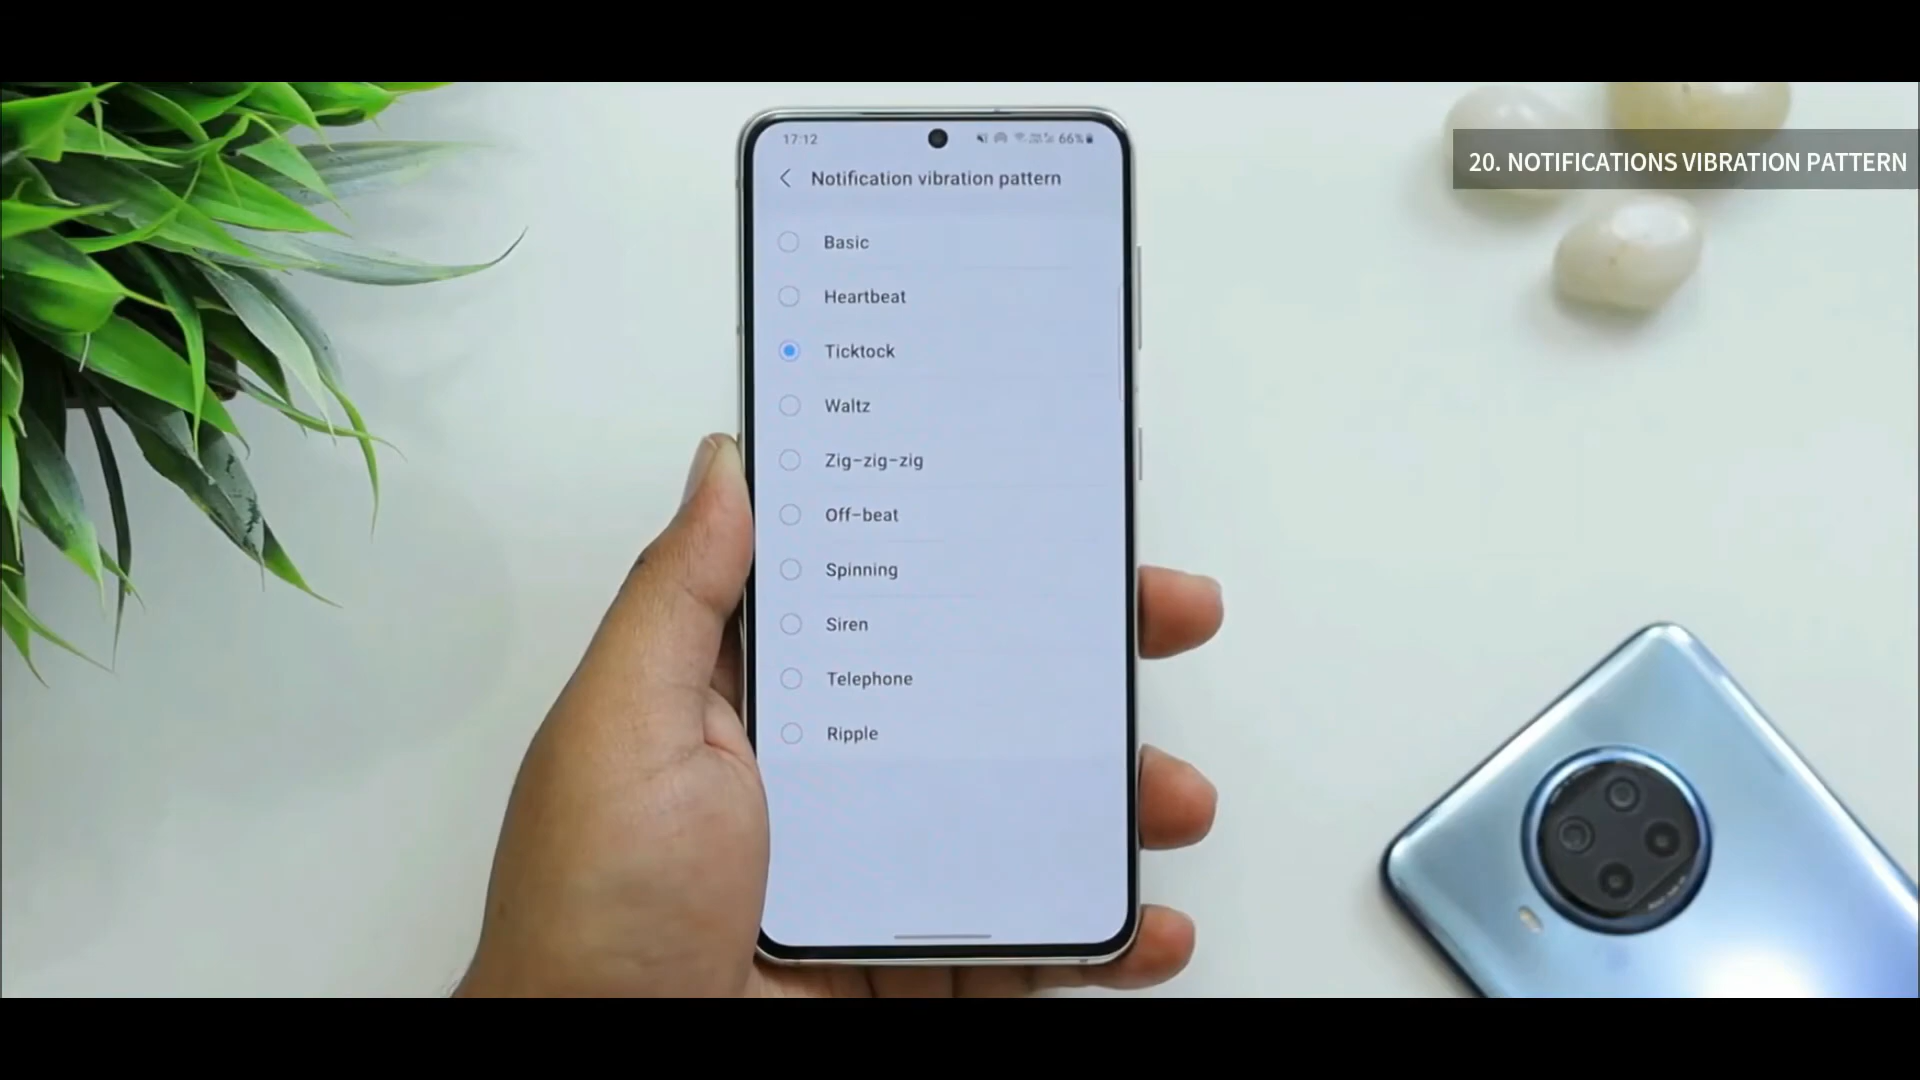 17:12
66%
Notification vibration pattern
20. NOTIFICATIONS VIBRATION PATTERN
Basic
Heartbeat
Ticktock
Waltz
Zig-zig-zig
Off-beat
Spinning
Siren
Telephone
Ripple